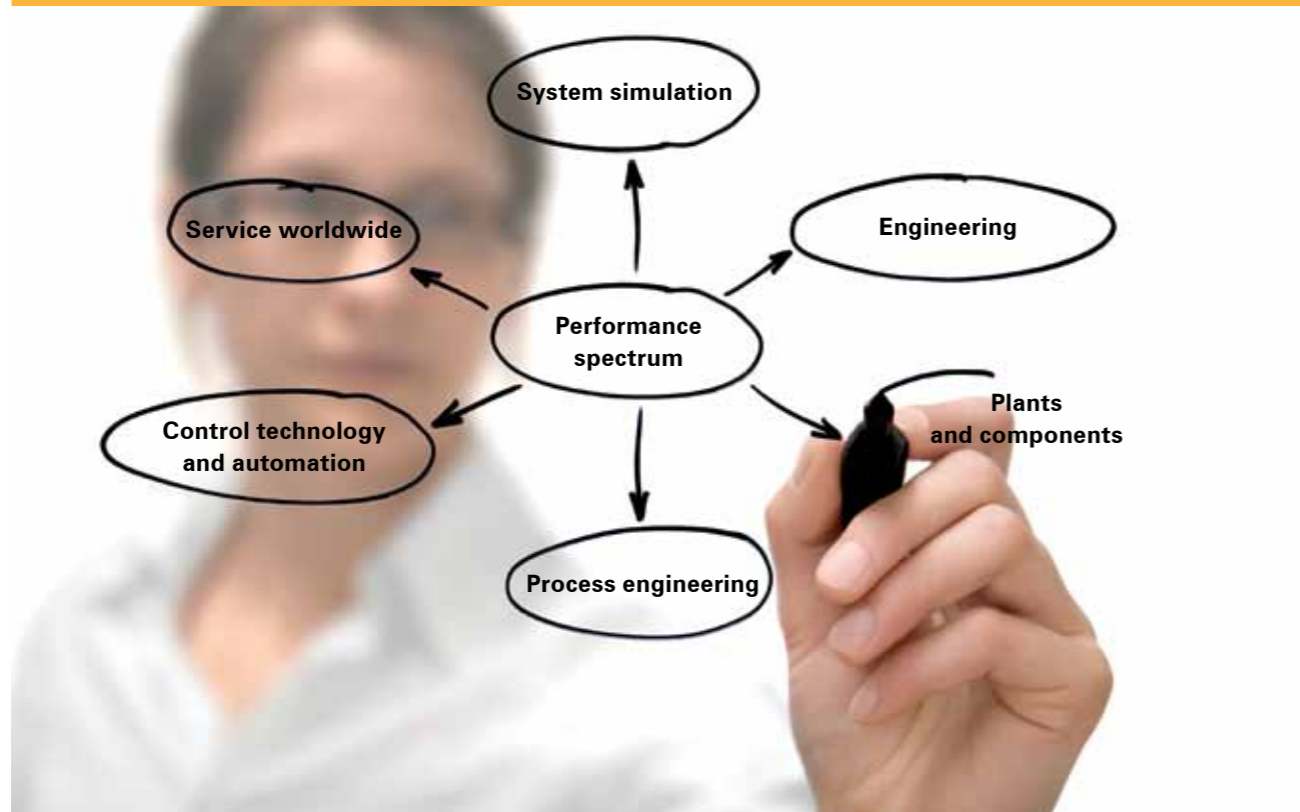 System simulation
Service worldwide
Engineering
Performance
spectrum
Plants
and components
Control technology
and automation
Process engineering